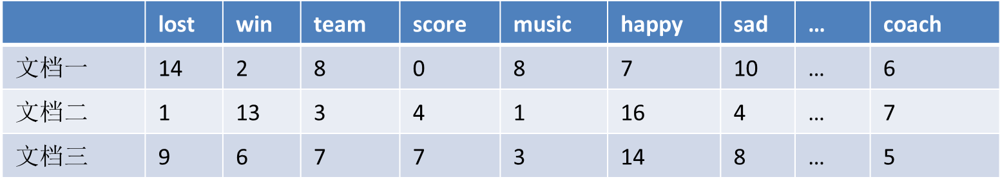 lost win team score music happy sad … coach
文档一 14 2 8 0 8 7 10 … 6
文档二 1 13 3 4 1 16 4 … 7
文档三 9 6 7 7 3 14 8 … 5